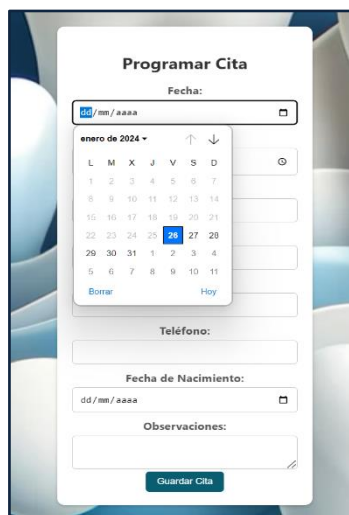 Programar Cita
Fecha:
dd/mm/aaaa
enero de 2024
L M X J V S D
1 2 3 4 5 6 7
8 9 10 11 12 13 14
15 16 17 18 19 20 21
22 23 24 25 26 27 28
29 30 31 1 2 3 4
5 6 7 8 9 10 11
Borrar Hoy
Teléfono:
Fecha de Nacimiento:
dd/mm/aaaa
Observaciones:
Guardar Cita